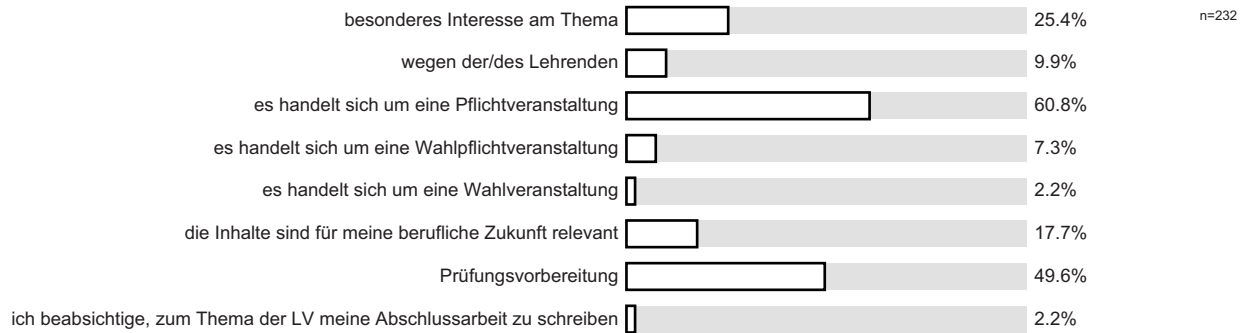 besonderes Interesse am Thema 25.4% n=232
wegen der/des Lehrenden 9.9%
es handelt sich um eine Pflichtveranstaltung 60.8%
es handelt sich um eine Wahlpflichtveranstaltung 7.3%
es handelt sich um eine Wahlveranstaltung 2.2%
die Inhalte sind für meine berufliche Zukunft relevant 17.7%
Prüfungsvorbereitung 49.6%
ich beabsichtige, zum Thema der LV meine Abschlussarbeit zu schreiben 2.2%